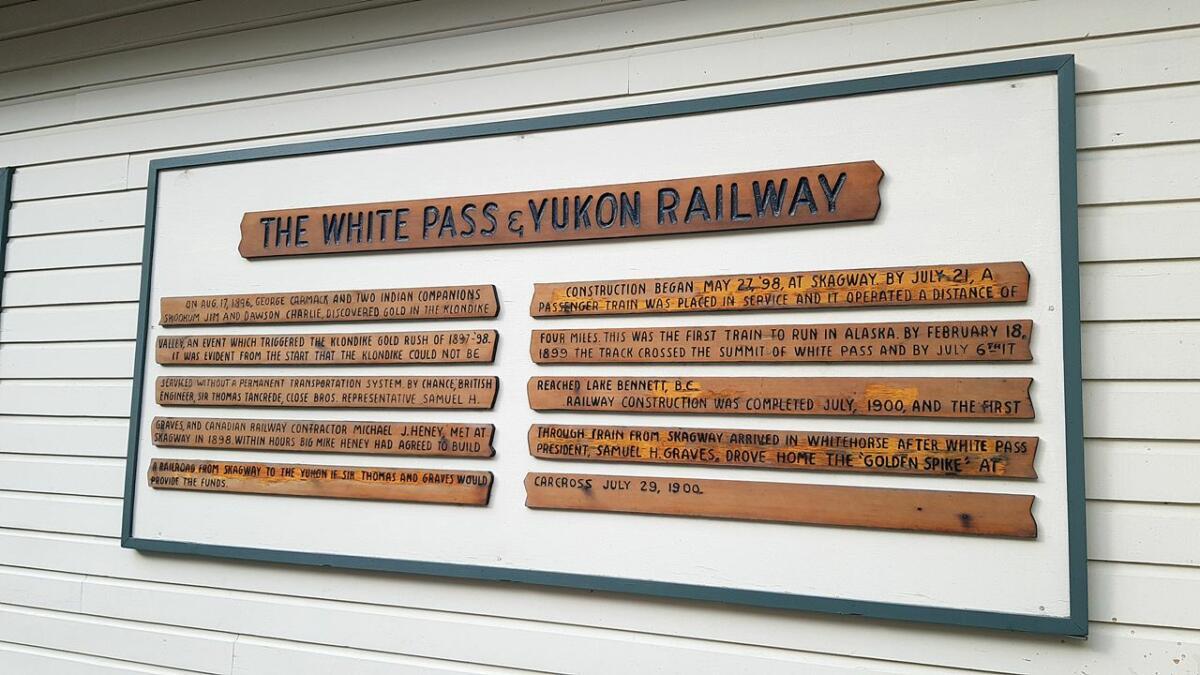 THE WHITE PASS & YUKON RAILWAY
ON AUG. 17, 1896, GEORGE CARMACK AND TWO INDIAN COMPANIONS
SKOOKUM JIM AND DAWSON CHARLIE, DISCOVERED GOLD IN THE KLONDIKE
VALLEY, AN EVENT WHICH TRIGGERED THE KLONDIKE GOLD RUSH OF 1897-'98.
IT WAS EVIDENT FROM THE START THAT THE KLONDIKE COULD NOT BE
SERVICED WITHOUT A PERMANENT TRANSPORTATION SYSTEM. BY CHANCE, BRITISH
ENGINEER, SIR THOMAS TANCREDE, CLOSE BROS. REPRESENTATIVE SAMUEL H.
GRAVES, AND CANADIAN RAILWAY CONTRACTOR MICHAEL J. HENEY, MET AT
SKAGWAY IN 1898. WITHIN HOURS BIG MIKE HENEY HAD AGREED TO BUILD
A RAILROAD FROM SKAGWAY TO THE YUKON IF SIR THOMAS AND GRAVES WOULD
PROVIDE THE FUNDS.
CONSTRUCTION BEGAN MAY 27, '98, AT SKAGWAY. BY JULY 21, A
PASSENGER TRAIN WAS PLACED IN SERVICE AND IT OPERATED A DISTANCE OF
FOUR MILES. THIS WAS THE FIRST TRAIN TO RUN IN ALASKA. BY FEBRUARY 18,
1899 THE TRACK CROSSED THE SUMMIT OF WHITE PASS AND BY JULY 6TH IT
REACHED LAKE BENNETT, B.C.
RAILWAY CONSTRUCTION WAS COMPLETED JULY, 1900, AND THE FIRST
THROUGH TRAIN FROM SKAGWAY ARRIVED IN WHITEHORSE AFTER WHITE PASS
PRESIDENT, SAMUEL H. GRAVES, DROVE HOME THE "GOLDEN SPIKE" AT
CARCROSS JULY 29, 1900.